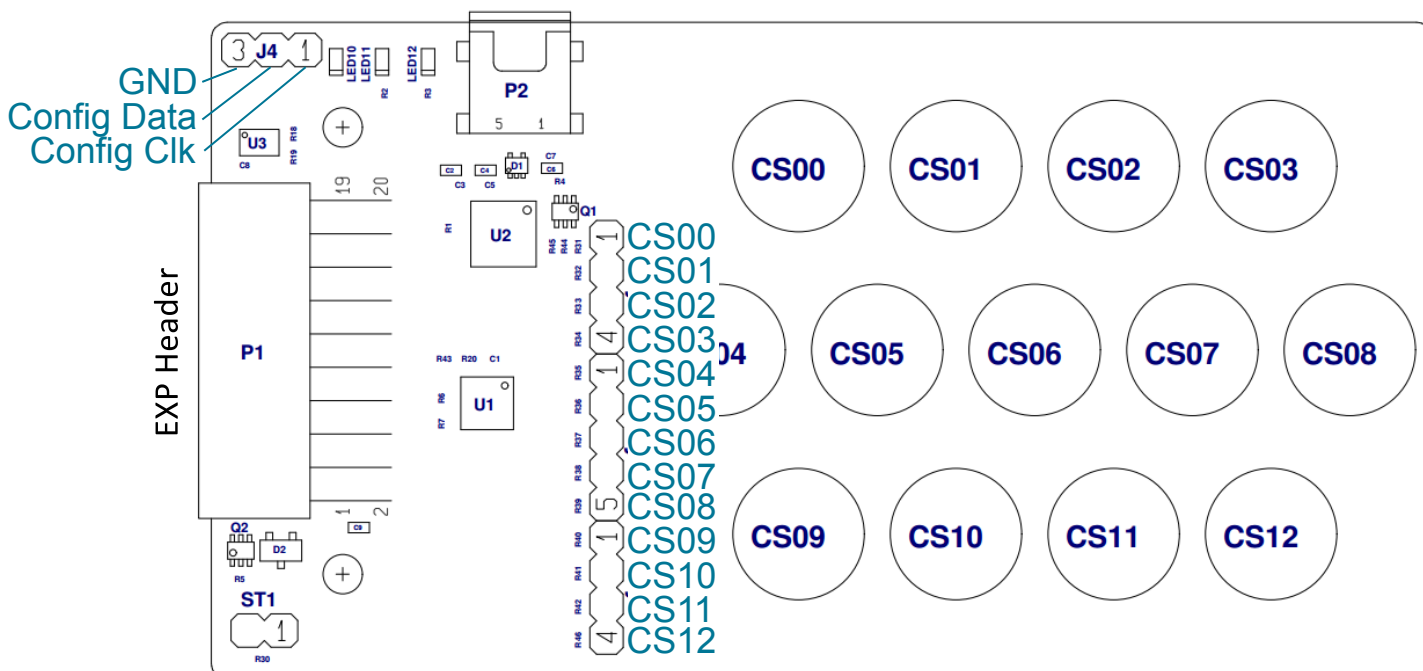 3 J4 1
LED10
LED11
LED12
GND
Config Data
Config Clk
R2
R3
P2
5 1
U3
R18
R19
C8
C2
C3
C4
C5
D1
C7
C6
R4
19
20
R1
U2
Q1
R45
R44
R31
1
CS00
R32
CS01
R33
CS02
R34
4
CS03
EXP Header
P1
R43 R20 C1
R6
U1
R7
R35
1
CS04
R36
CS05
R37
CS06
R38
CS07
R39
5
CS08
1
2
C9
Q2
D2
R5
R40
1
CS09
R41
CS10
R42
CS11
R46
4
CS12
ST1
1
R30
CS00 CS01 CS02 CS03
04 CS05 CS06 CS07 CS08
CS09 CS10 CS11 CS12